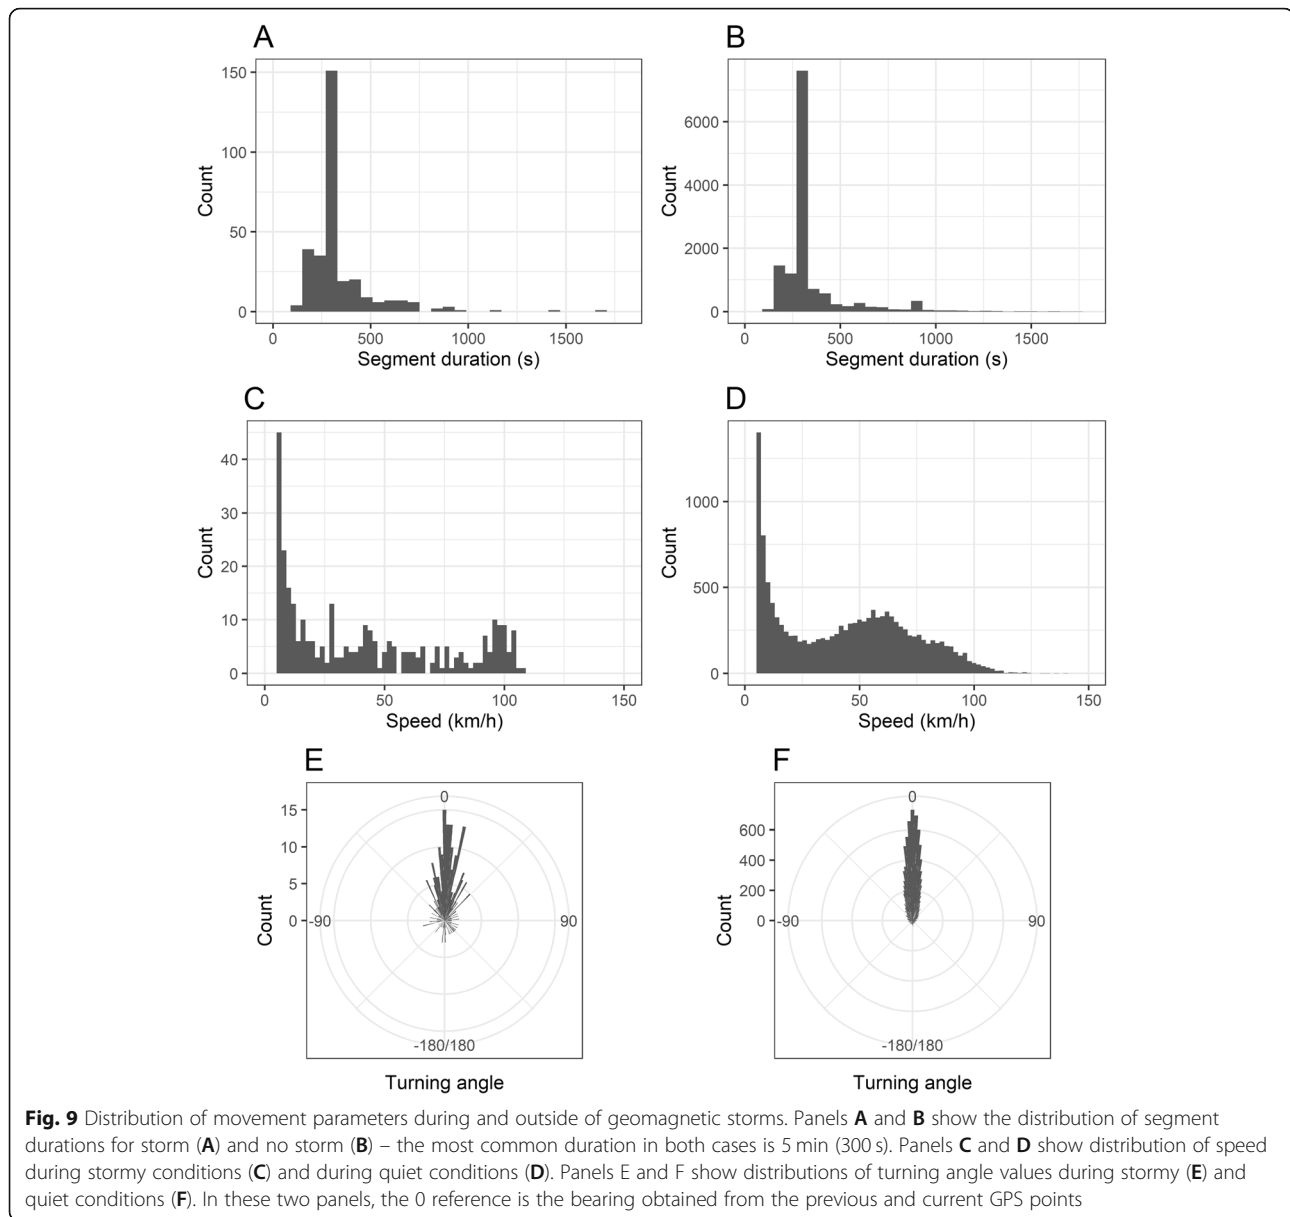 A
B
150
100
50
0
Count
0 500 1000 1500
Segment duration (s)
6000
4000
2000
0
Count
0 500 1000 1500
Segment duration (s)
C
D
40
30
20
10
0
Count
0 50 100 150
Speed (km/h)
1000
500
0
Count
0 50 100 150
Speed (km/h)
E
F
15
10
5
0
Count
0
-90
90
-180/180
Turning angle
600
400
200
0
Count
0
-90
90
-180/180
Turning angle
Fig. 9 Distribution of movement parameters during and outside of geomagnetic storms. Panels A and B show the distribution of segment
durations for storm (A) and no storm (B) – the most common duration in both cases is 5 min (300 s). Panels C and D show distribution of speed
during stormy conditions (C) and during quiet conditions (D). Panels E and F show distributions of turning angle values during stormy (E) and
quiet conditions (F). In these two panels, the 0 reference is the bearing obtained from the previous and current GPS points